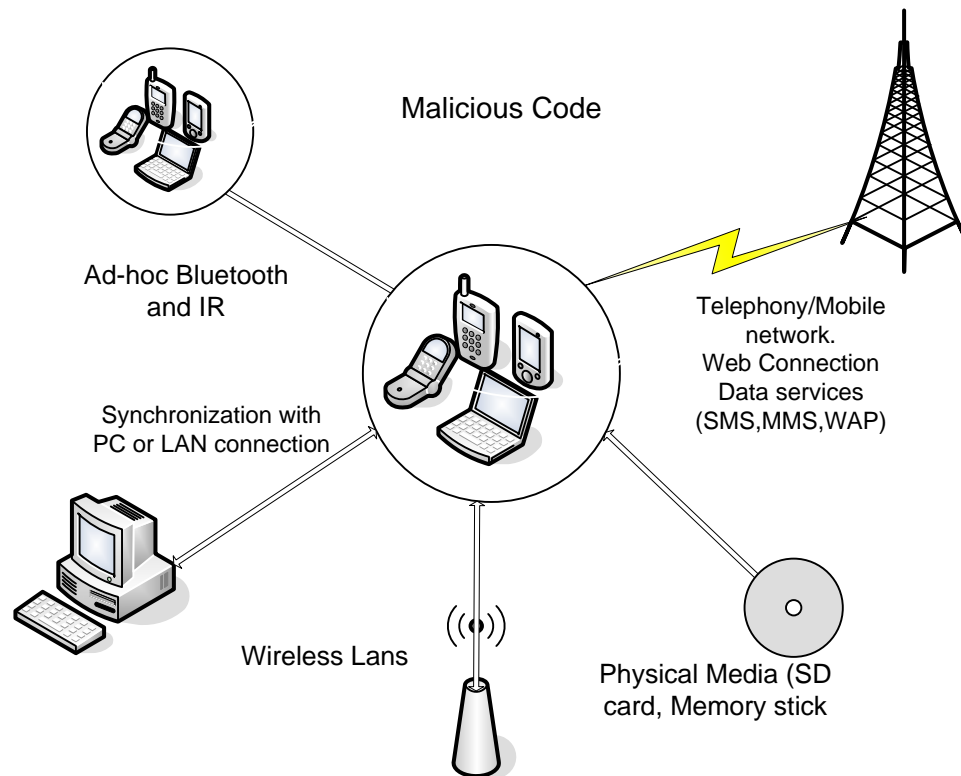 Malicious Code
Ad-hoc Bluetooth
and IR
Telephony/Mobile
network.
Web Connection
Data services
(SMS,MMS,WAP)
Synchronization with
PC or LAN connection
Wireless Lans
Physical Media (SD
card, Memory stick